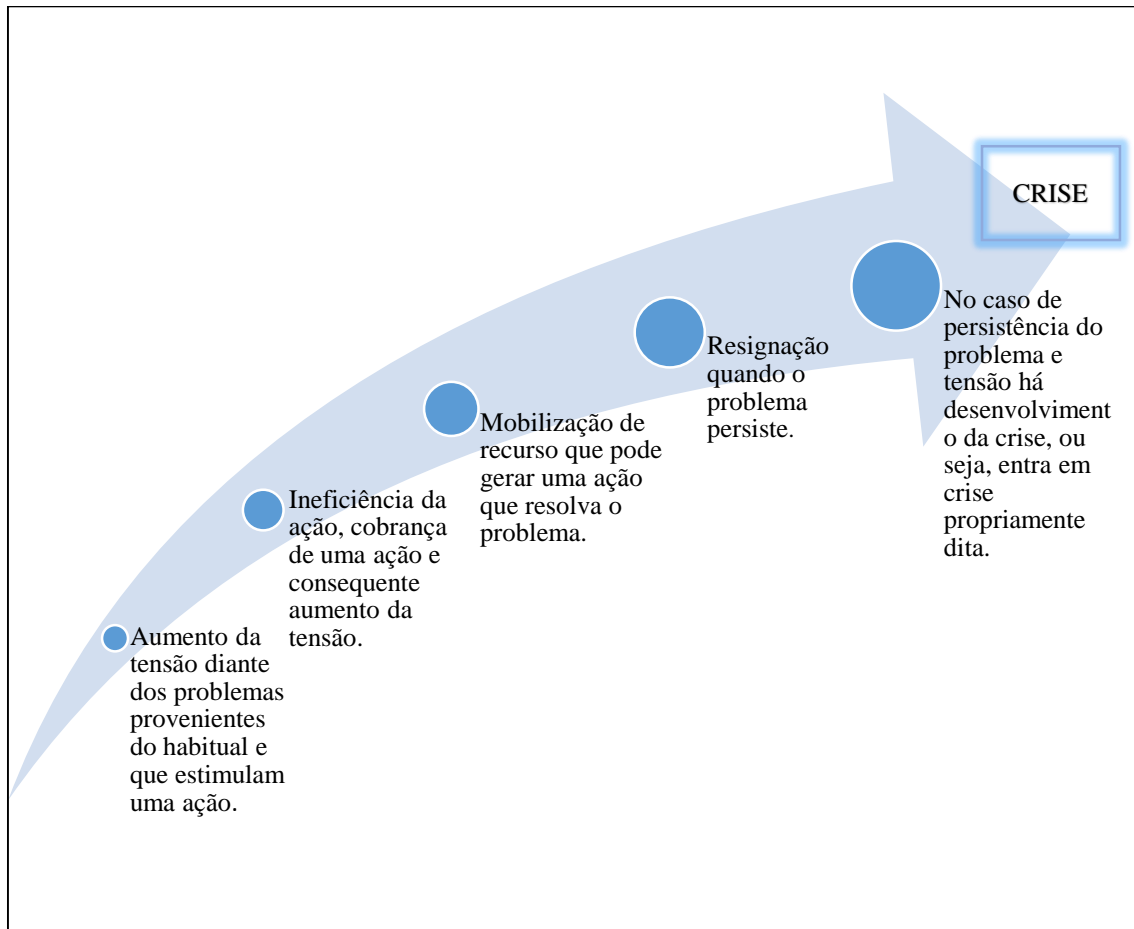 Aumento da
tensão diante
dos problemas
provenientes
do habitual e
que estimulam
uma ação.
Ineficiência da
ação, cobrança
de uma ação e
consequente
aumento da
tensão.
Mobilização de
recurso que pode
gerar uma ação
que resolva o
problema.
Resignação
quando o
problema
persiste.
No caso de
persistência do
problema e
tensão há
desenvolviment
o da crise, ou
seja, entra em
crise
propriamente
dita.
CRISE